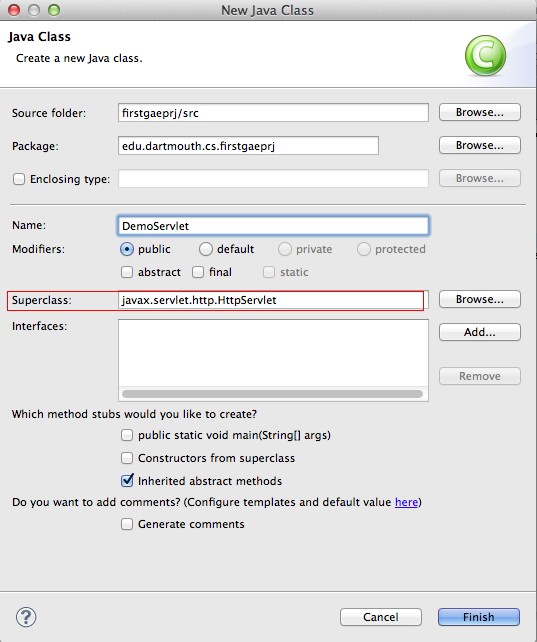 New Java Class
Java Class
Create a new Java class.
C
Source folder: firstgaeprj/src Browse...
Package: edu.dartmouth.cs.firstgaeprj Browse...
Enclosing type: Browse...
Name: DemoServlet
Modifiers: public default private protected
abstract final static
Superclass: javax.servlet.http.HttpServlet Browse...
Interfaces: Add...
Remove
Which method stubs would you like to create?
public static void main(String[] args)
Constructors from superclass
Inherited abstract methods
Do you want to add comments? (Configure templates and default value here)
Generate comments
? Cancel Finish